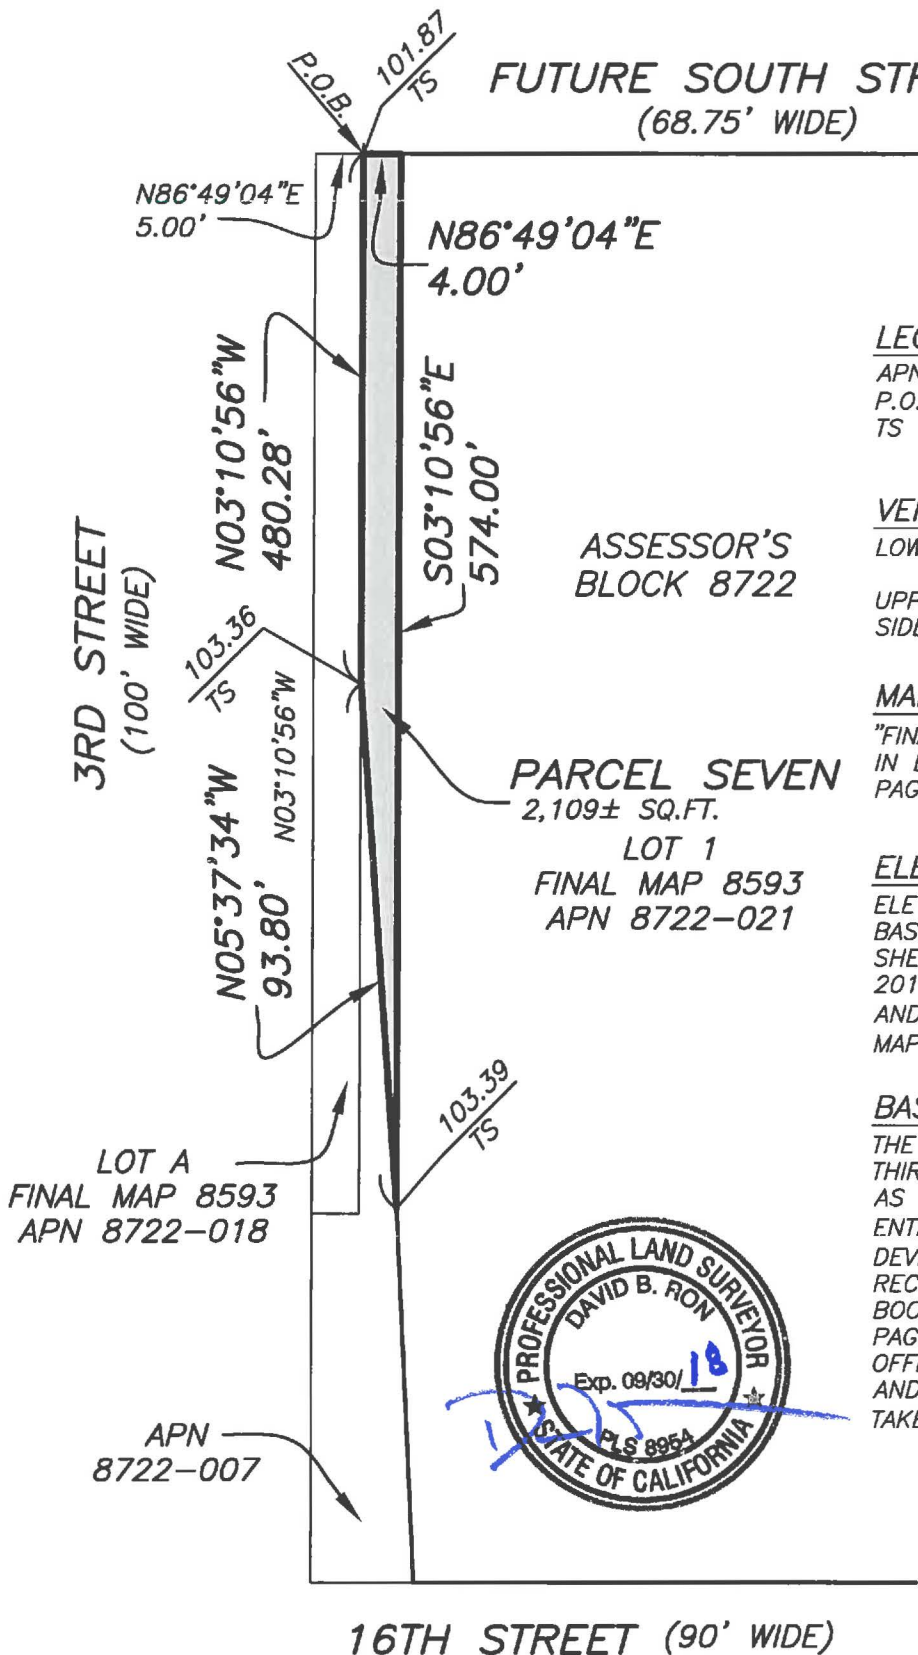 P.O.B.
101.87
TS
FUTURE SOUTH
(68.75' WIDE)
N86°49'04"E
5.00'
N86°49'04"E
4.00'
N03°10'56"W
480.28'
S03°10'56"E
574.00'
3RD STREET
(100' WIDE)
103.36
TS
N03°10'56"W
N05°37'34"W
93.80'
ASSESSOR'S
BLOCK 8722
PARCEL SEVEN
2,109± SQ.FT.
LOT 1
FINAL MAP 8593
APN 8722-021
103.39
TS
LOT A
FINAL MAP 8593
APN 8722-018
APN
8722-007
PROFESSIONAL LAND SURVEYOR
DAVID B. RON
Exp. 09/30/18
PLS 8954
STATE OF CALIFORNIA
16TH STREET (90' WIDE)
APN
P.O.
TS
LOW
UPP
SIDE
"FINA
IN
PAG
ELE
BAS
SHE
201
AND
MAP
THE
THIR
AS
ENT
DEV
REC
BOO
PAG
OFF
AND
TAKE